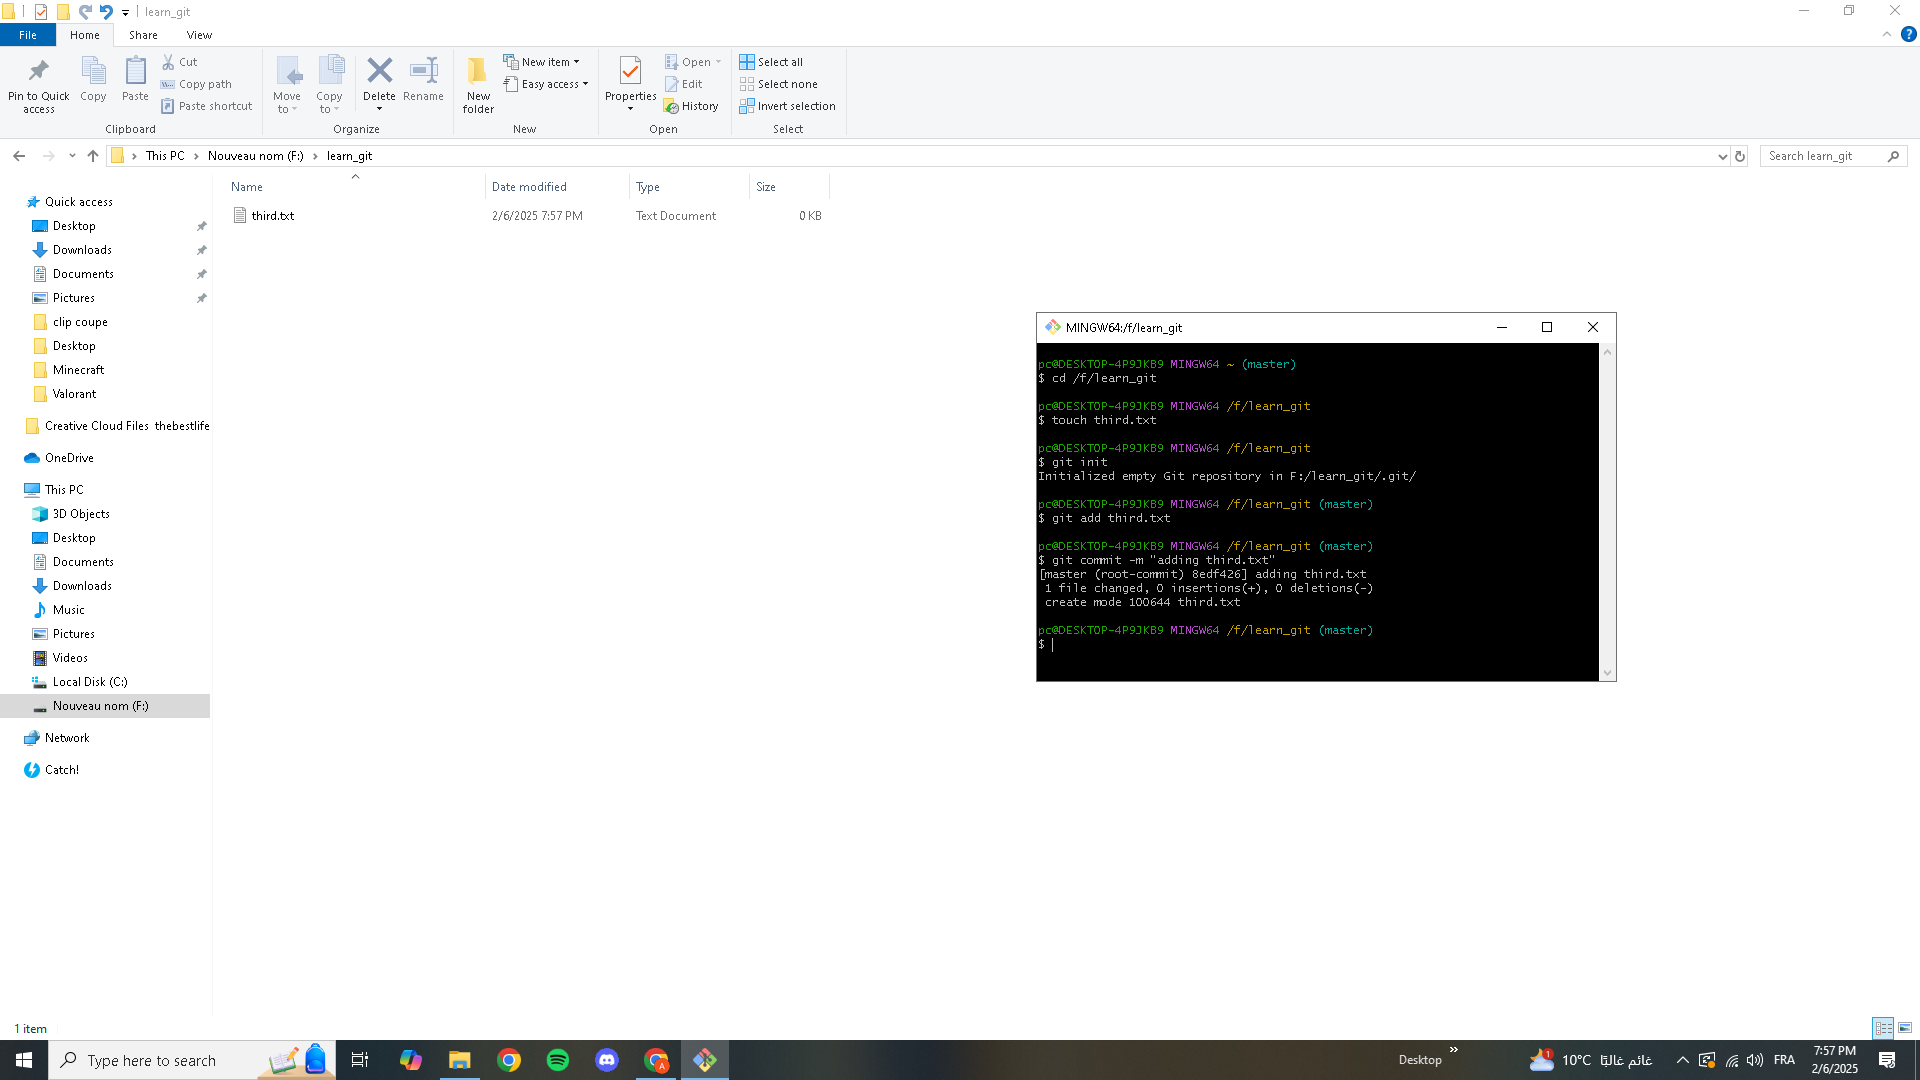 learn_git
File Home Share View
Pin to Quick access
Copy
Paste
Cut
Copy path
Paste shortcut
Clipboard
Move to
Copy to
Delete
Rename
Organize
New folder
New item
Easy access
New
Properties
Open
Edit
History
Open
Select all
Select none
Invert selection
Select
This PC > Nouveau nom (F:) > learn_git
Search learn_git
Name Date modified Type Size
third.txt 2/6/2025 7:57 PM Text Document 0 KB
Quick access
Desktop
Downloads
Documents
Pictures
clip coupe
Desktop
Minecraft
Valorant
Creative Cloud Files thebestlife
OneDrive
This PC
3D Objects
Desktop
Documents
Downloads
Music
Pictures
Videos
Local Disk (C:)
Nouveau nom (F:)
Network
Catch!
MINGW64:/f/learn_git
pc@DESKTOP-4P9JKB9 MINGW64 ~ (master)
$ cd /f/learn_git
pc@DESKTOP-4P9JKB9 MINGW64 /f/learn_git
$ touch third.txt
pc@DESKTOP-4P9JKB9 MINGW64 /f/learn_git
$ git init
Initialized empty Git repository in F:/learn_git/.git/
pc@DESKTOP-4P9JKB9 MINGW64 /f/learn_git (master)
$ git add third.txt
pc@DESKTOP-4P9JKB9 MINGW64 /f/learn_git (master)
$ git commit -m "adding third.txt"
[master (root-commit) 8edf426] adding third.txt
1 file changed, 0 insertions(+), 0 deletions(-)
create mode 100644 third.txt
pc@DESKTOP-4P9JKB9 MINGW64 /f/learn_git (master)
$
1 item
Type here to search
A
Desktop
1
10°C غائم غالبًا
FRA
7:57 PM
2/6/2025